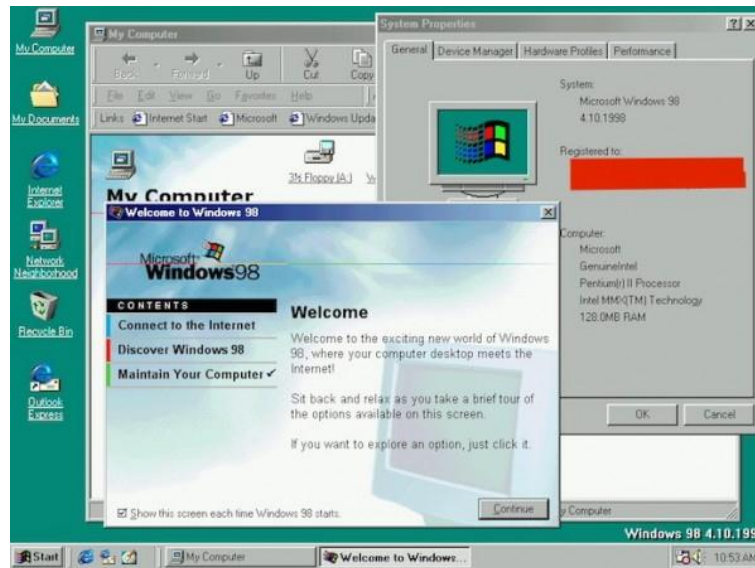 My Computer
My Documents
Internet
Explorer
Network
Neighborhood
Recycle Bin
Outlook
Express
My Computer
Back
Forward
Up
Cut
Copy
File Edit View Go Favorites Help
Links Internet Start Microsoft Windows Upda
My Computer
3½ Floppy (A:)
System Properties
General Device Manager Hardware Profiles Performance
System:
Microsoft Windows 98
4.10.1998
Registered to:
Computer:
Microsoft
GenuineIntel
Pentium(r) II Processor
Intel MMX(TM) Technology
128.0MB RAM
OK Cancel
Welcome to Windows 98
Microsoft
Windows98
CONTENTS
Connect to the Internet
Discover Windows 98
Maintain Your Computer
Welcome
Welcome to the exciting new world of Windows
98, where your computer desktop meets the
Internet!
Sit back and relax as you take a brief tour of
the options available on this screen.
If you want to explore an option, just click it.
Show this screen each time Windows 98 starts.
Continue
y Computer
Windows 98 4.10.199
Start
My Computer
Welcome to Windows...
10:53 AM